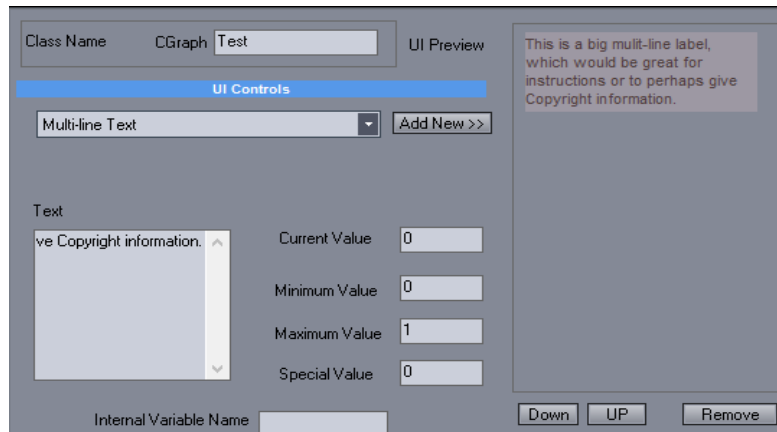 Class Name CGraph Test UI Preview
UI Controls
Multi-line Text Add New >>
Text
ve Copyright information.
Current Value 0
Minimum Value 0
Maximum Value 1
Special Value 0
Internal Variable Name
This is a big mulit-line label,
which would be great for
instructions or to perhaps give
Copyright information.
Down UP Remove